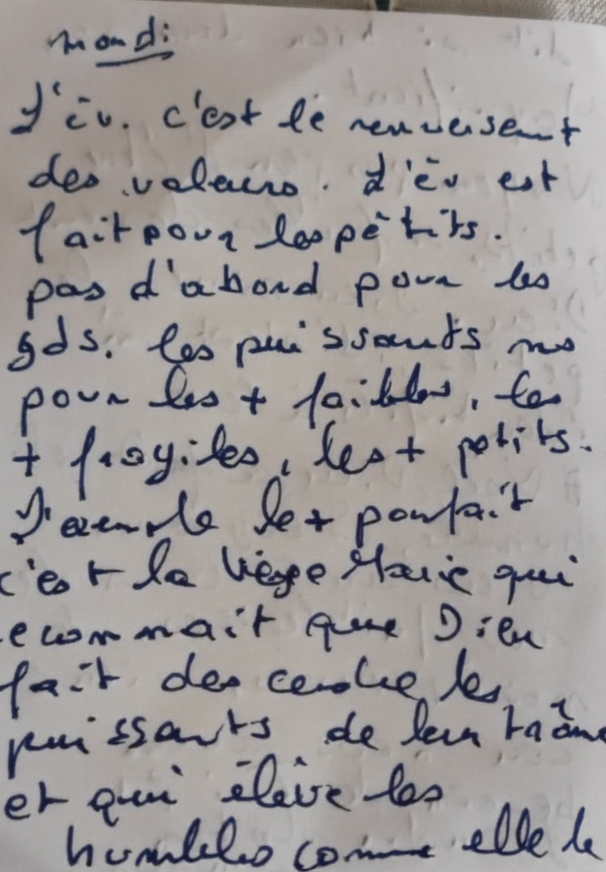 mardi
L'év. c'est le renversement
des valeurs. L'év est
fait pour les petits.
pas d'abord pour les
gds. les puissants ms
pour les + faibles, les
+ fragiles, les + petits.
L'exemple le + parfait
c'est la Vierge Marie qui
reconnait que Dieu
fait descendre les
puissants de leur trône
et qui élève les
humbles comme elle le